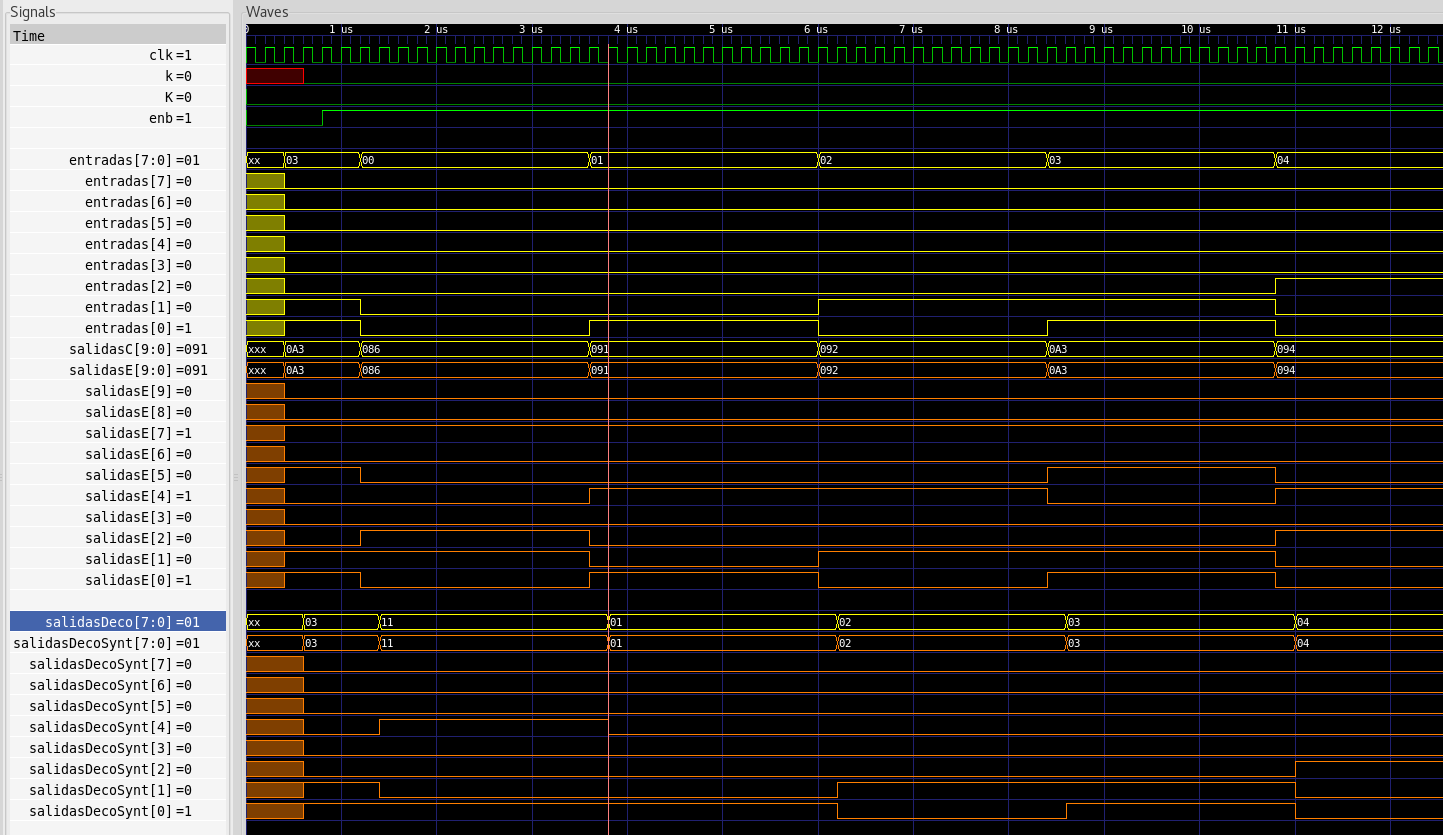 Signals Waves
Time 0 1 us 2 us 3 us 4 us 5 us 6 us 7 us 8 us 9 us 10 us 11 us 12 us
clk=1
k=0
K=0
enb=1
entradas[7:0]=01 xx 03 00 01 02 03 04
entradas[7]=0
entradas[6]=0
entradas[5]=0
entradas[4]=0
entradas[3]=0
entradas[2]=0
entradas[1]=0
entradas[0]=1
salidasC[9:0]=091 xxx 0A3 086 091 092 0A3 094
salidasE[9:0]=091 xxx 0A3 086 091 092 0A3 094
salidasE[9]=0
salidasE[8]=0
salidasE[7]=1
salidasE[6]=0
salidasE[5]=0
salidasE[4]=1
salidasE[3]=0
salidasE[2]=0
salidasE[1]=0
salidasE[0]=1
salidasDeco[7:0]=01 xx 03 11 01 02 03 04
salidasDecoSynt[7:0]=01 xx 03 11 01 02 03 04
salidasDecoSynt[7]=0
salidasDecoSynt[6]=0
salidasDecoSynt[5]=0
salidasDecoSynt[4]=0
salidasDecoSynt[3]=0
salidasDecoSynt[2]=0
salidasDecoSynt[1]=0
salidasDecoSynt[0]=1